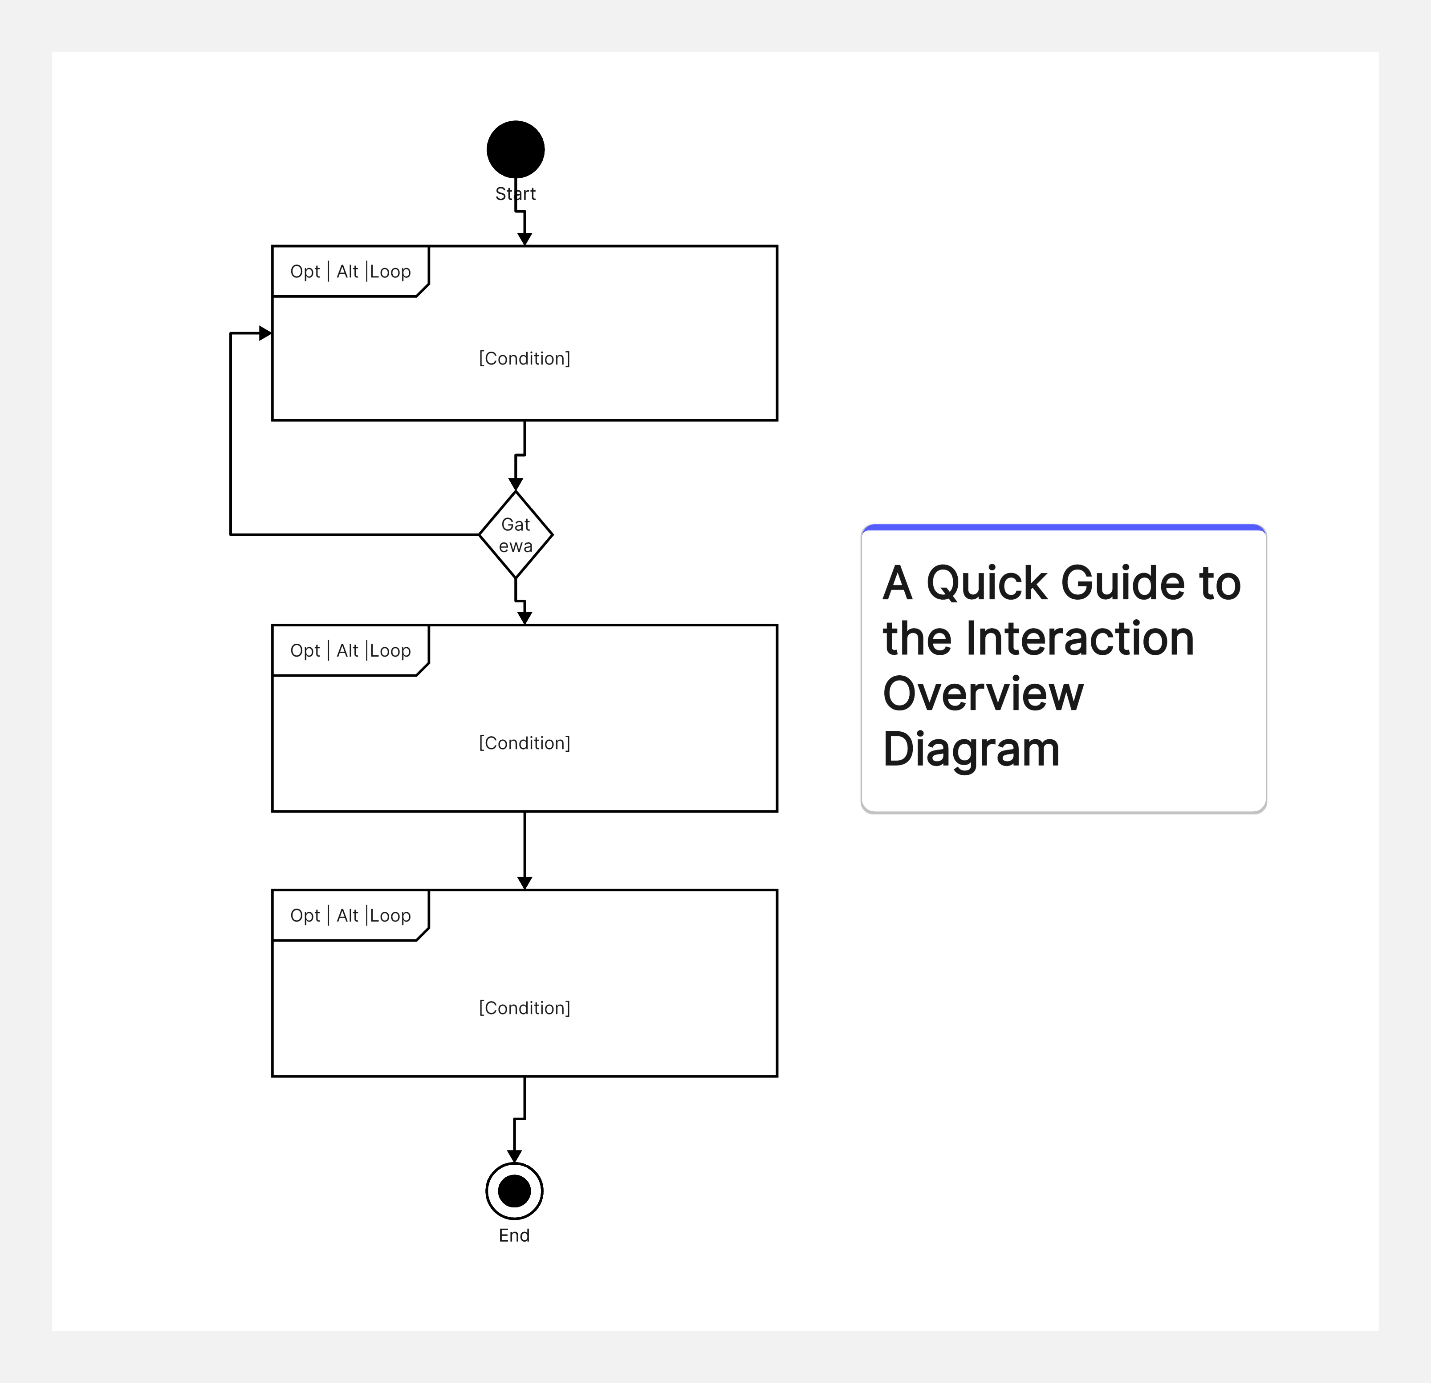 Start
Opt | Alt |Loop
[Condition]
Gat
ewa
Opt | Alt |Loop
[Condition]
Opt | Alt |Loop
[Condition]
End
A Quick Guide to
the Interaction
Overview
Diagram